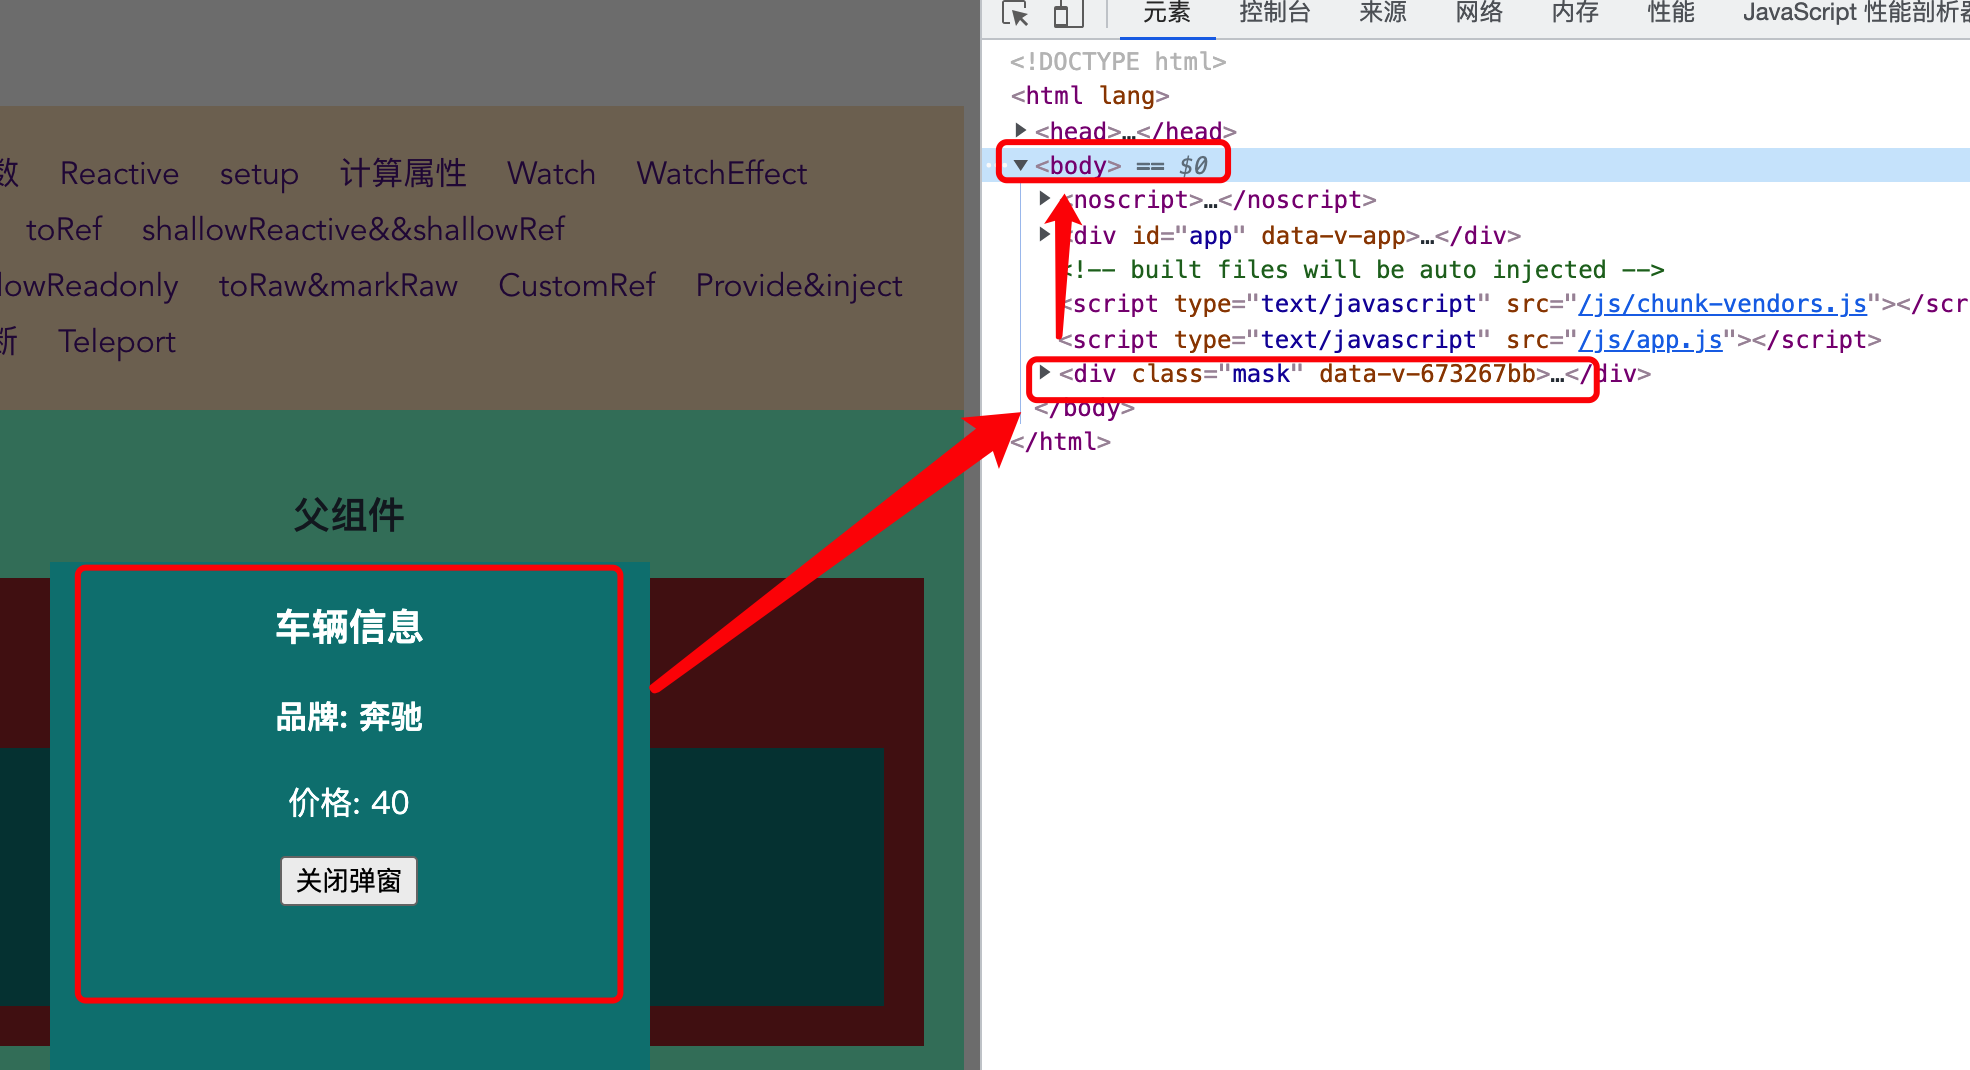 数 Reactive setup 计算属性 Watch WatchEffect
toRef shallowReactive&&shallowRef
lowReadonly toRaw&markRaw CustomRef Provide&inject
断 Teleport
父组件
车辆信息
品牌: 奔驰
价格: 40
关闭弹窗
元素 控制台 来源 网络 内存 性能 JavaScript 性能剖析器
<!DOCTYPE html>
<html lang>
<head>…</head>
<body> == $0
<noscript>…</noscript>
<div id="app" data-v-app>…</div>
<!-- built files will be auto injected -->
<script type="text/javascript" src="/js/chunk-vendors.js"></scr
<script type="text/javascript" src="/js/app.js"></script>
<div class="mask" data-v-673267bb>…</div>
</body>
</html>